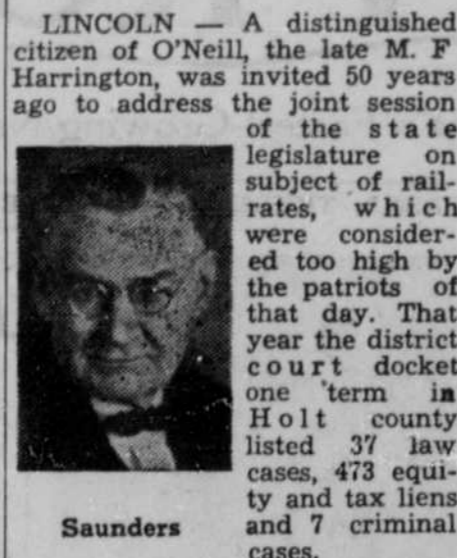 LINCOLN — A distinguished
citizen of O'Neill, the late M. F
Harrington, was invited 50 years
ago to address the joint session
of the state
legislature on
subject of rail-
rates, which
were consider-
ed too high by
the patriots of
that day. That
year the district
court docket
one term in
Holt county
listed 37 law
cases, 473 equi-
ty and tax liens
and 7 criminal
cases.
Saunders